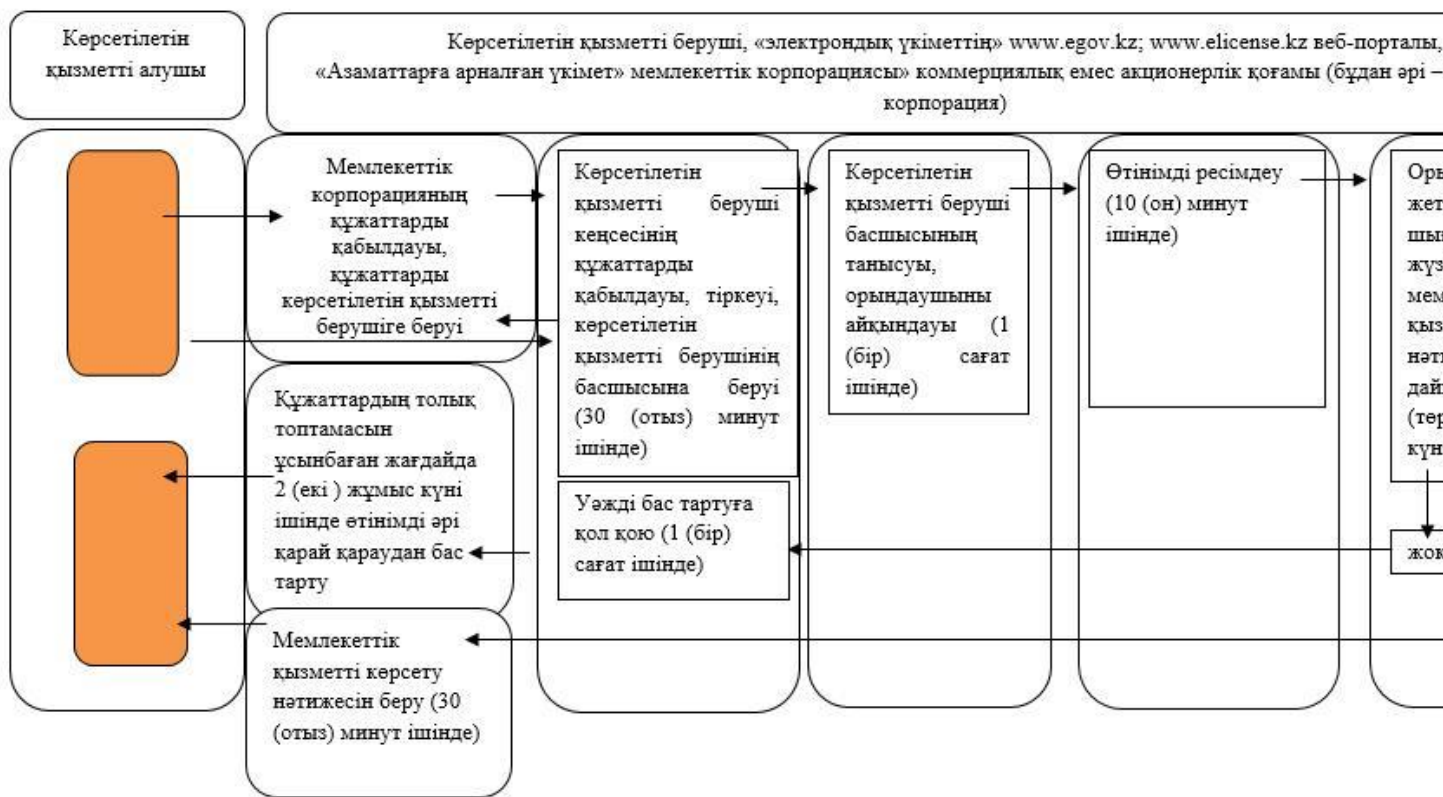 Көрсетілетін
қызметті алушы
Көрсетілетін қызметті беруші, «электрондық үкіметтің» www.egov.kz; www.elicense.kz веб-порталы,
«Азаматтарға арналған үкімет» мемлекеттік корпорациясы» коммерциялық емес акционерлік қоғамы (бұдан әрі –
корпорация)
Мемлекеттік
корпорацияның
құжаттарды
қабылдауы,
құжаттарды
көрсетілетін қызметті
берушіге беруі
Көрсетілетін
қызметті беруші
кеңсесінің
құжаттарды
қабылдауы, тіркеуі,
көрсетілетін
қызметті берушінің
басшысына беруі
(30 (отыз) минут
ішінде)
Көрсетілетін
қызметті беруші
басшысының
танысуы,
орындаушыны
айқындауы (1
(бір) сағат
ішінде)
Өтінімді ресімдеу
(10 (он) минут
ішінде)
Құжаттардың толық
топтамасын
ұсынбаған жағдайда
2 (екі ) жұмыс күні
ішінде өтінімді әрі
қарай қараудан бас
тарту
Уәжді бас тартуға
қол қою (1 (бір)
сағат ішінде)
Мемлекеттік
қызметті көрсету
нәтижесін беру (30
(отыз) минут ішінде)